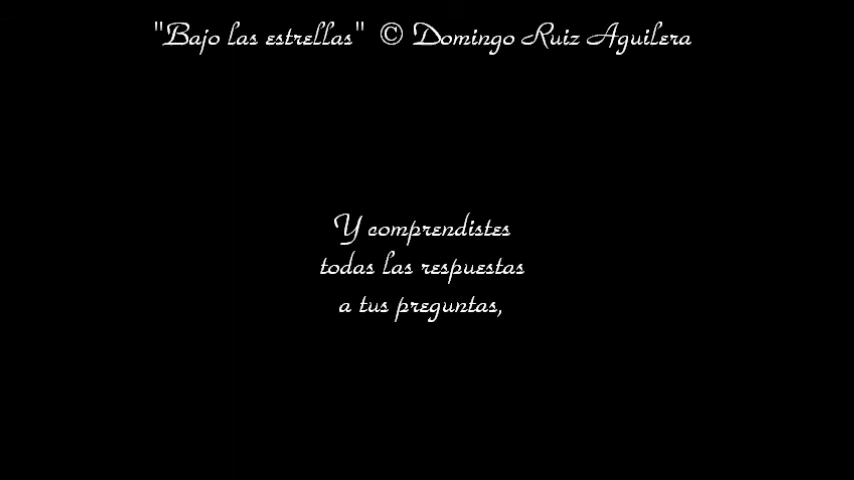 "Bajo las estrellas" © Domingo Ruiz Aguilera
Y comprendistes
todas las respuestas
a tus preguntas,